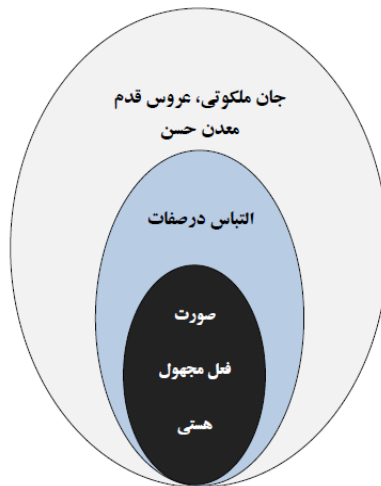 جان ملکوتی، عروس قدم
معدن حسن
التباس درصفات
صورت
فعل مجهول
هستی